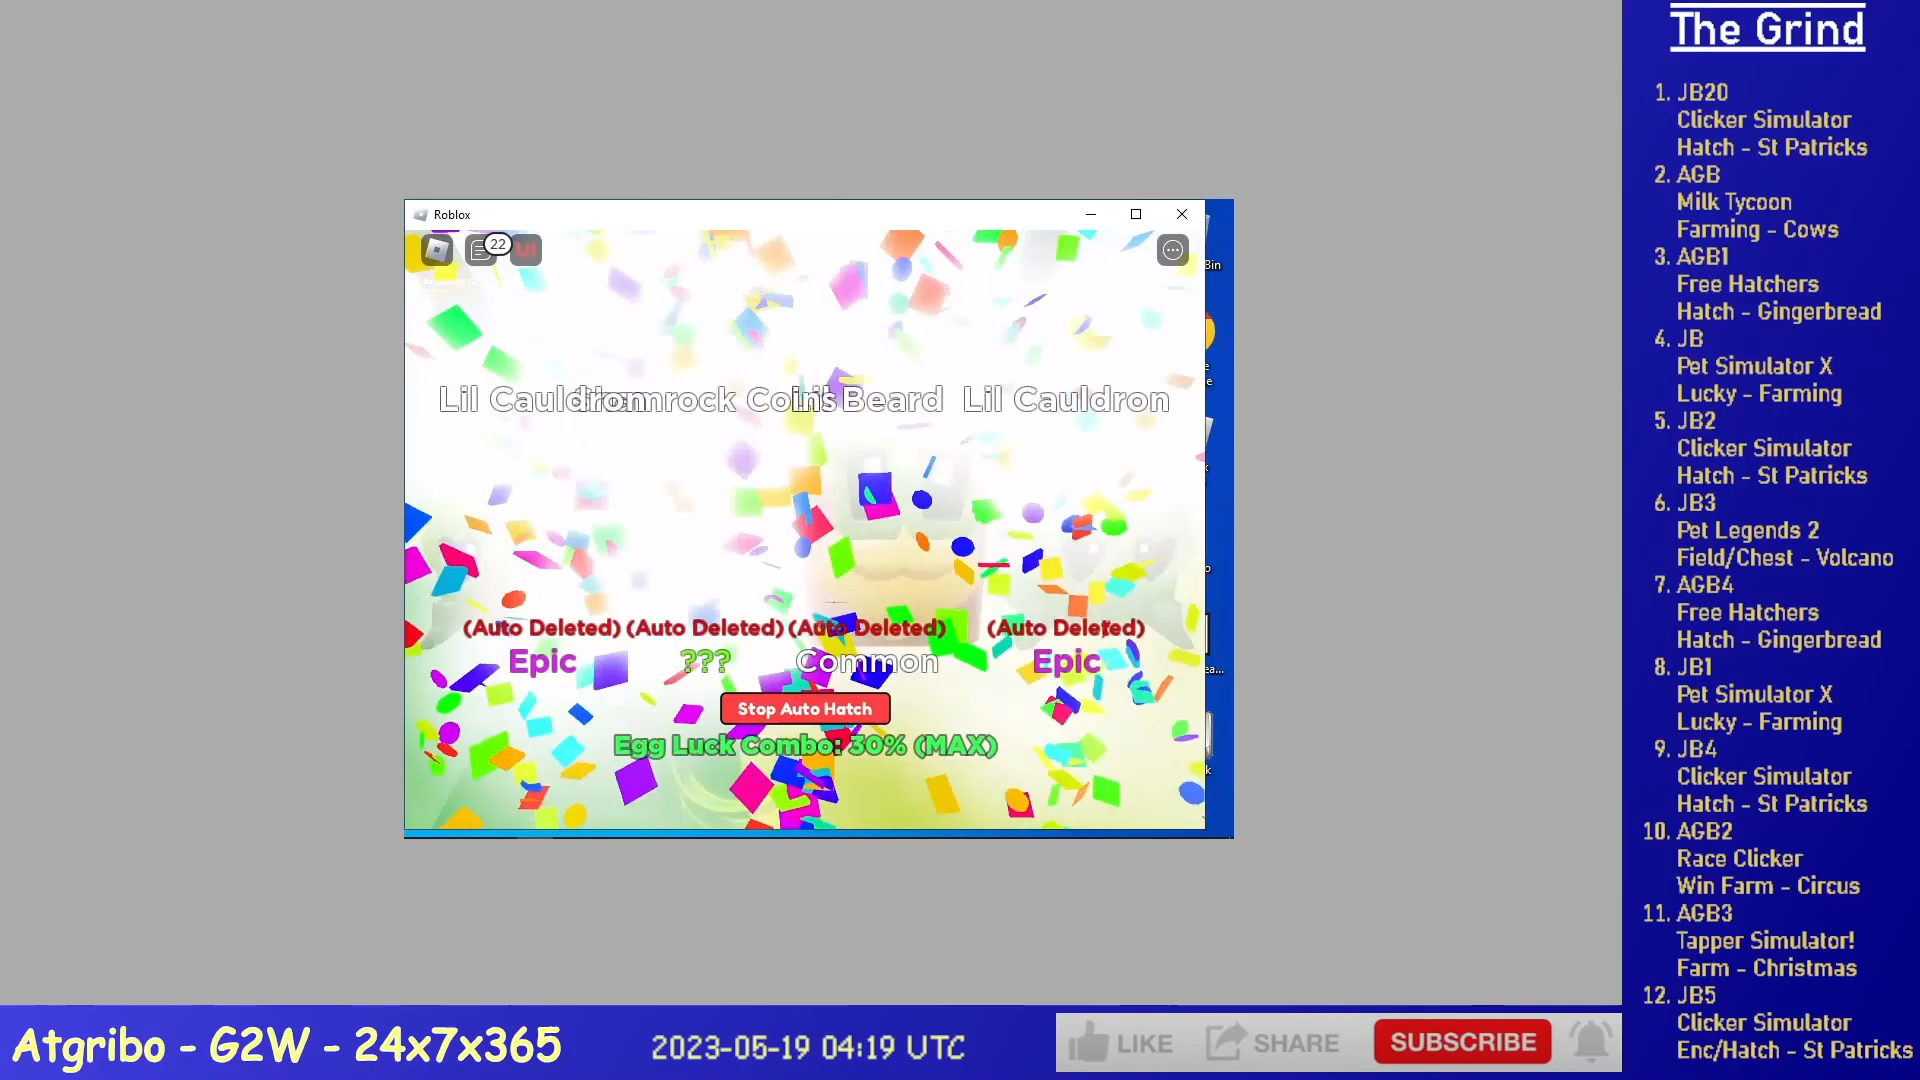 The Grind
1. JB20
Clicker Simulator
Hatch - St Patricks
2. AGB
Milk Tycoon
Farming - Cows
3. AGB1
Free Hatchers
Hatch - Gingerbread
4. JB
Pet Simulator X
Lucky - Farming
5. JB2
Clicker Simulator
Hatch - St Patricks
6. JB3
Pet Legends 2
Field/Chest - Volcano
7. AGB4
Free Hatchers
Hatch - Gingerbread
8. JB1
Pet Simulator X
Lucky - Farming
9. JB4
Clicker Simulator
Hatch - St Patricks
10. AGB2
Race Clicker
Win Farm - Circus
11. AGB3
Tapper Simulator!
Farm - Christmas
12. JB5
Clicker Simulator
Enc/Hatch - St Patricks
Roblox
22
UI
Bin
Lil Cauldron Shamrock Coins Beard Lil Cauldron
(Auto Deleted) (Auto Deleted) (Auto Deleted) (Auto Deleted)
Epic ??? Common Epic
Stop Auto Hatch
Egg Luck Combo: 30% (MAX)
Atgribo - G2W - 24x7x365
2023-05-19 04:19 UTC
LIKE SHARE SUBSCRIBE